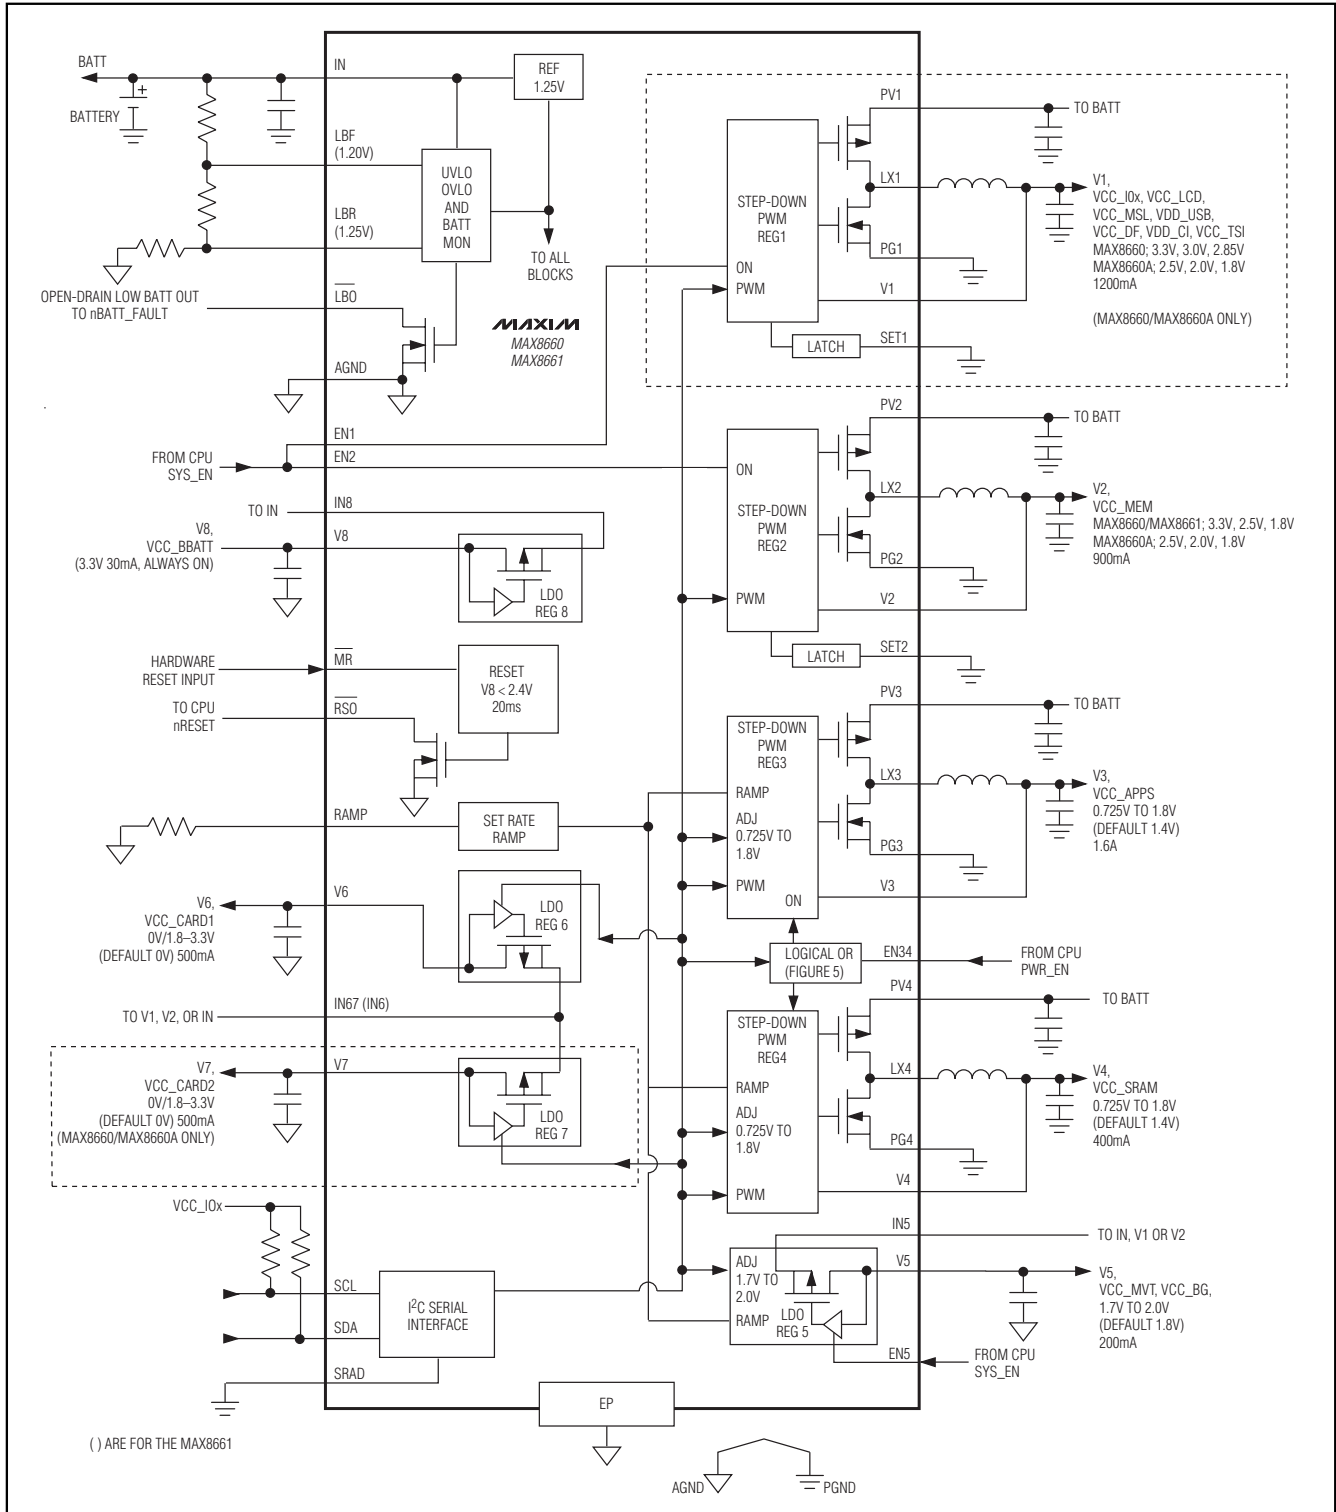 BATT
+
BATTERY
IN
REF
1.25V
LBF
(1.20V)
UVLO
OVLO
AND
BATT
MON
LBR
(1.25V)
TO ALL
BLOCKS
OPEN-DRAIN LOW BATT OUT
TO nBATT_FAULT
LBO
MAXIM
MAX8660
MAX8661
AGND
PV1
TO BATT
STEP-DOWN
PWM
REG1
LX1
V1,
VCC_I0x, VCC_LCD,
VCC_MSL, VDD_USB,
VCC_DF, VDD_CI, VCC_TSI
MAX8660; 3.3V, 3.0V, 2.85V
MAX8660A; 2.5V, 2.0V, 1.8V
1200mA
(MAX8660/MAX8660A ONLY)
PG1
ON
PWM
V1
LATCH
SET1
EN1
FROM CPU
SYS_EN
EN2
PV2
TO BATT
ON
STEP-DOWN
PWM
REG2
LX2
V2,
VCC_MEM
MAX8660/MAX8661; 3.3V, 2.5V, 1.8V
MAX8660A; 2.5V, 2.0V, 1.8V
900mA
PG2
PWM
V2
LATCH
SET2
TO IN
IN8
V8,
VCC_BBATT
(3.3V 30mA, ALWAYS ON)
V8
LDO
REG 8
HARDWARE
RESET INPUT
MR
RESET
V8 < 2.4V
20ms
TO CPU
nRESET
RSO
RAMP
SET RATE
RAMP
PV3
TO BATT
STEP-DOWN
PWM
REG3
RAMP
ADJ
0.725V TO
1.8V
PWM
ON
LX3
V3,
VCC_APPS
0.725V TO 1.8V
(DEFAULT 1.4V)
1.6A
PG3
V3
V6,
VCC_CARD1
0V/1.8–3.3V
(DEFAULT 0V) 500mA
V6
LDO
REG 6
LOGICAL OR
(FIGURE 5)
EN34
FROM CPU
PWR_EN
TO V1, V2, OR IN
IN67 (IN6)
PV4
TO BATT
STEP-DOWN
PWM
REG4
RAMP
ADJ
0.725V TO
1.8V
PWM
LX4
V4,
VCC_SRAM
0.725V TO 1.8V
(DEFAULT 1.4V)
400mA
PG4
V4
V7,
VCC_CARD2
0V/1.8–3.3V
(DEFAULT 0V) 500mA
(MAX8660/MAX8660A ONLY)
V7
LDO
REG 7
VCC_IOx
SCL
SDA
I2C SERIAL
INTERFACE
SRAD
IN5
TO IN, V1 OR V2
ADJ
1.7V TO
2.0V
RAMP
LDO
REG 5
V5
V5,
VCC_MVT, VCC_BG,
1.7V TO 2.0V
(DEFAULT 1.8V)
200mA
EN5
FROM CPU
SYS_EN
EP
( ) ARE FOR THE MAX8661
AGND
PGND